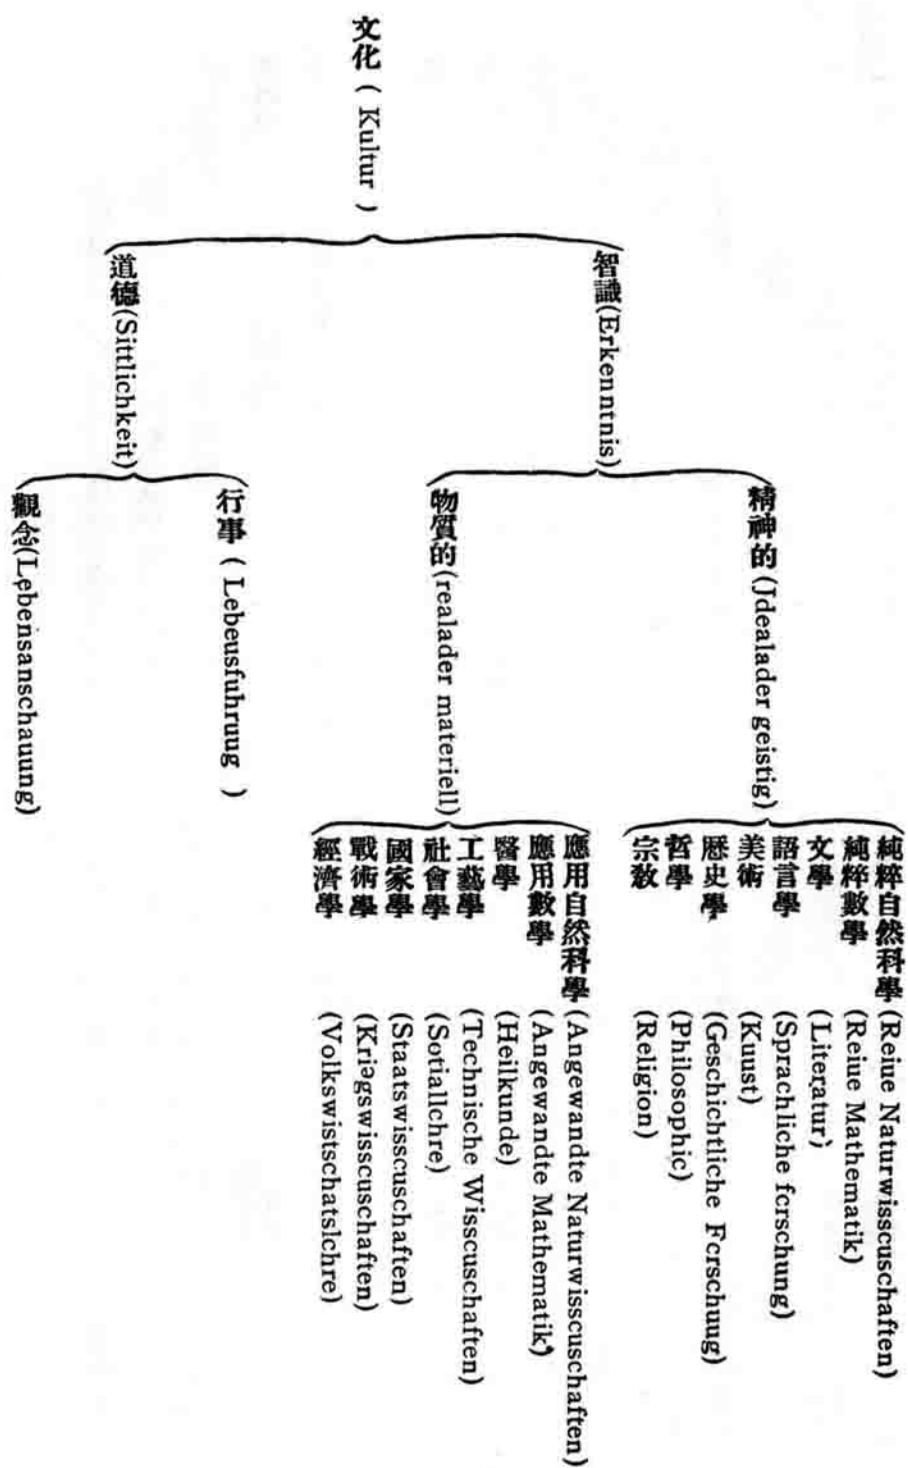 文化 ( Kultur )
智識(Erkenntnis)
精神的(Jdealader geistig)
純粹自然科學(Reiue Naturwisscuschaften)
純粹數學(Reiue Mathematik)
文學(Literatur)
語言學(Sprachliche fcrschung)
美術(Kuust)
歷史學(Geschichtliche Fcrschuug)
哲學(Philosophic)
宗教(Religion)
物質的(realader materiell)
應用自然科學(Angewandte Naturwisscuschaften)
應用數學(Angewandte Mathematik)
醫學(Heilkunde)
工藝學(Technische Wisscuschaften)
社會學(Sotiallchre)
國家學(Staatswisscuschaften)
戰術學(Kriəgswisscuschaften)
經濟學(Volkswistschatslchre)
道德(Sittlichkeit)
行事 ( Lebeusfuhruug )
觀念(Lebensanschauung)